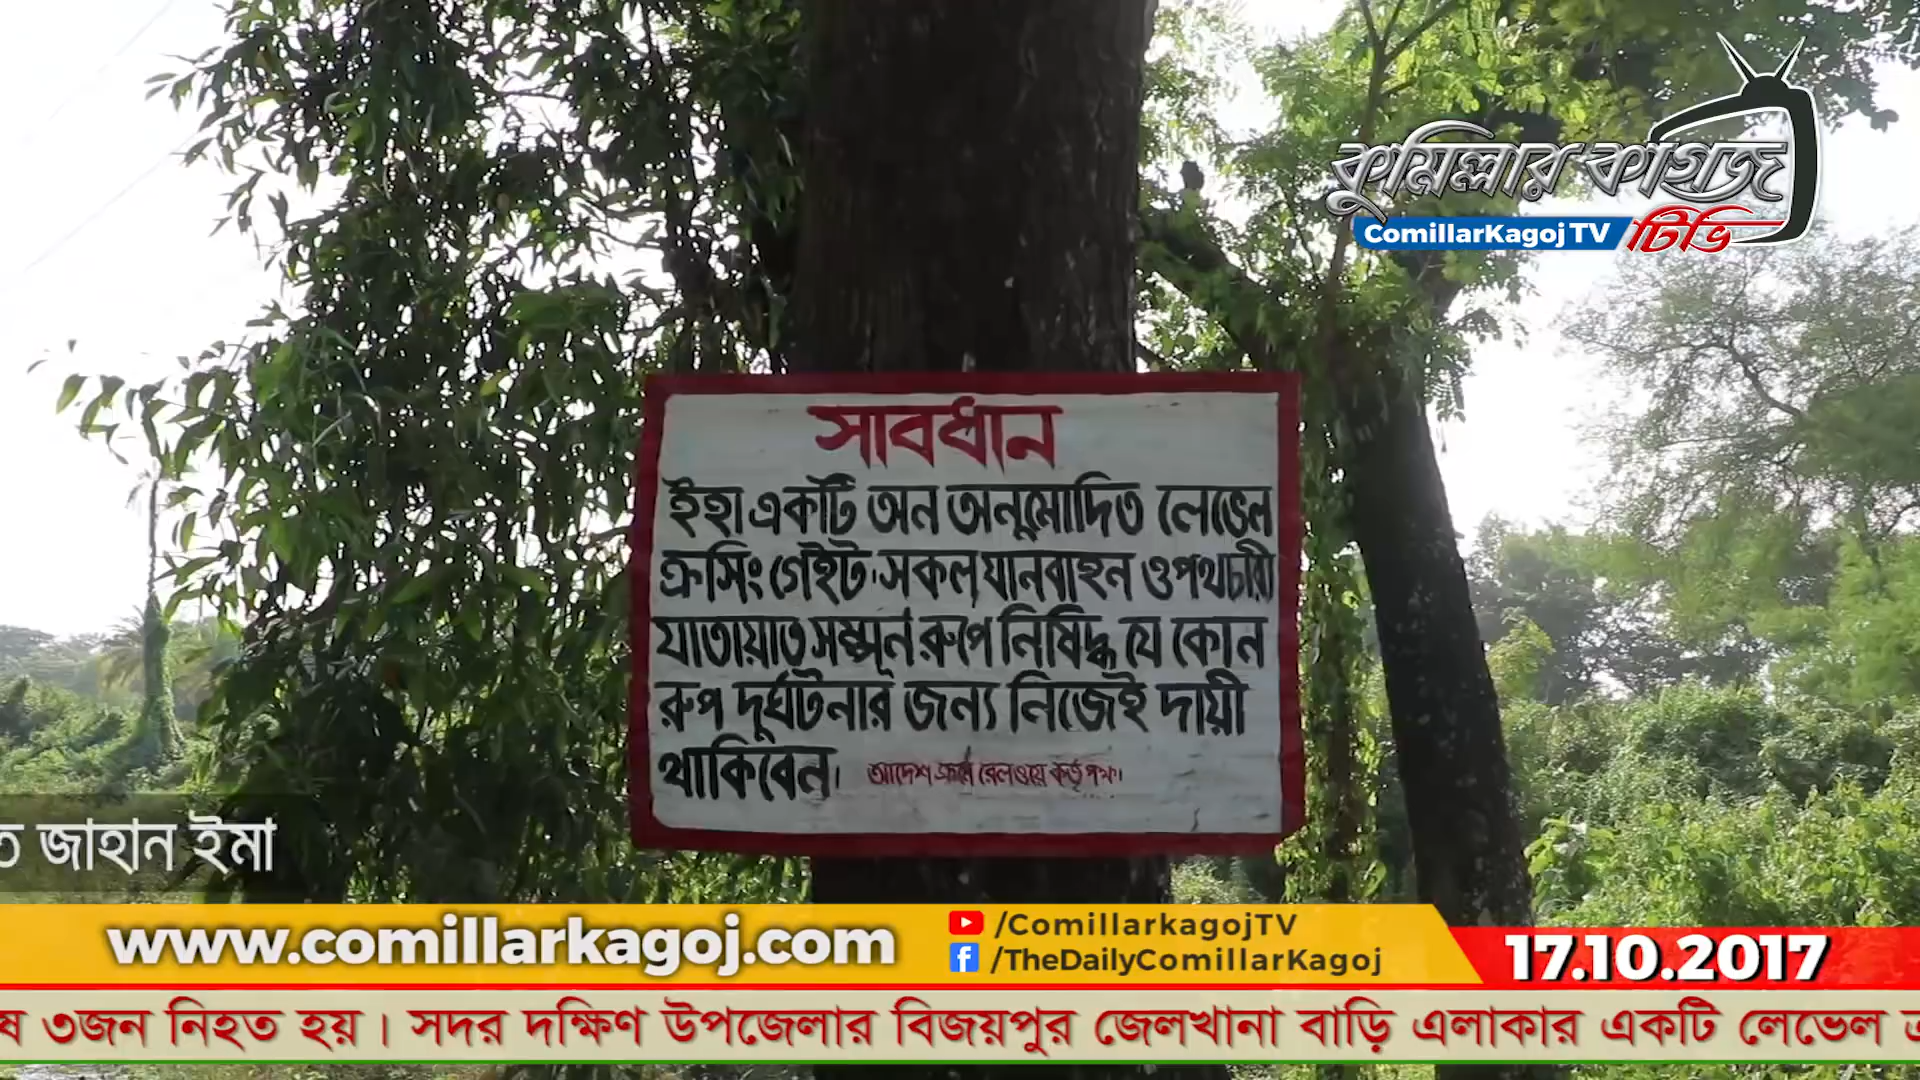 কুমিল্লার কাগজ
ComillarKagoj TV টিভি
সাবধান
ইহা একটি অন অনুমোদিত লেভেল
ক্রসিং গেইট। সকল যানবাহন ও পথচারী
যাতায়াত সম্পূর্ন রুপে নিষিদ্ধ যে কোন
রুপ দূর্ঘটনার জন্য নিজেই দায়ী
থাকিবেন। আদেশ ক্রমে রেলওয়ে কর্তৃপক্ষ।
ত জাহান ইমা
www.comillarkagoj.com
/ComillarkagojTV
/TheDailyComillarKagoj
17.10.2017
ষ ৩জন নিহত হয়। সদর দক্ষিণ উপজেলার বিজয়পুর জেলখানা বাড়ি এলাকার একটি লেভেল ক্র